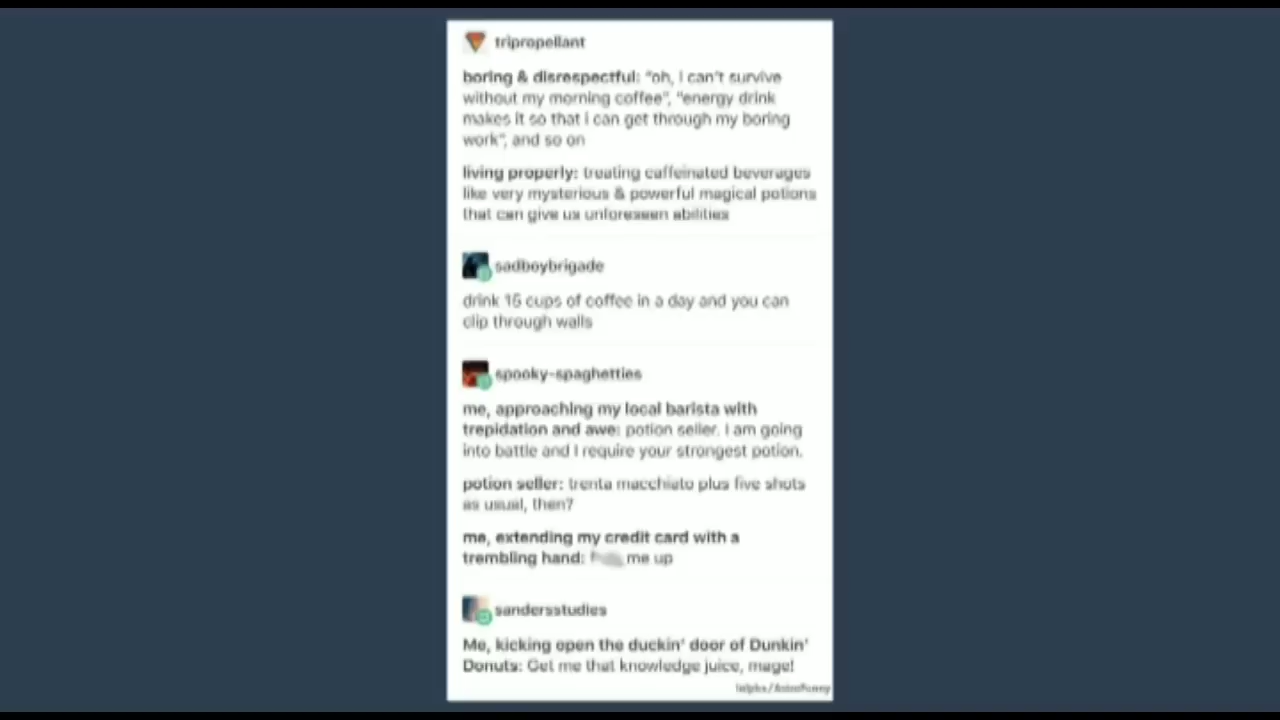 tripropellant
boring & disrespectful: "oh, I can't survive
without my morning coffee", "energy drink
makes it so that i can get through my boring
work", and so on
living properly: treating caffeinated beverages
like very mysterious & powerful magical potions
that can give us unforeseen abilities
sadboybrigade
drink 15 cups of coffee in a day and you can
clip through walls
spooky-spaghetties
me, approaching my local barista with
trepidation and awe: potion seller. I am going
into battle and I require your strongest potion.
potion seller: trenta macchiato plus five shots
as usual, then?
me, extending my credit card with a
trembling hand: me up
sandersstudies
Me, kicking open the duckin' door of Dunkin'
Donuts: Get me that knowledge juice, mage!